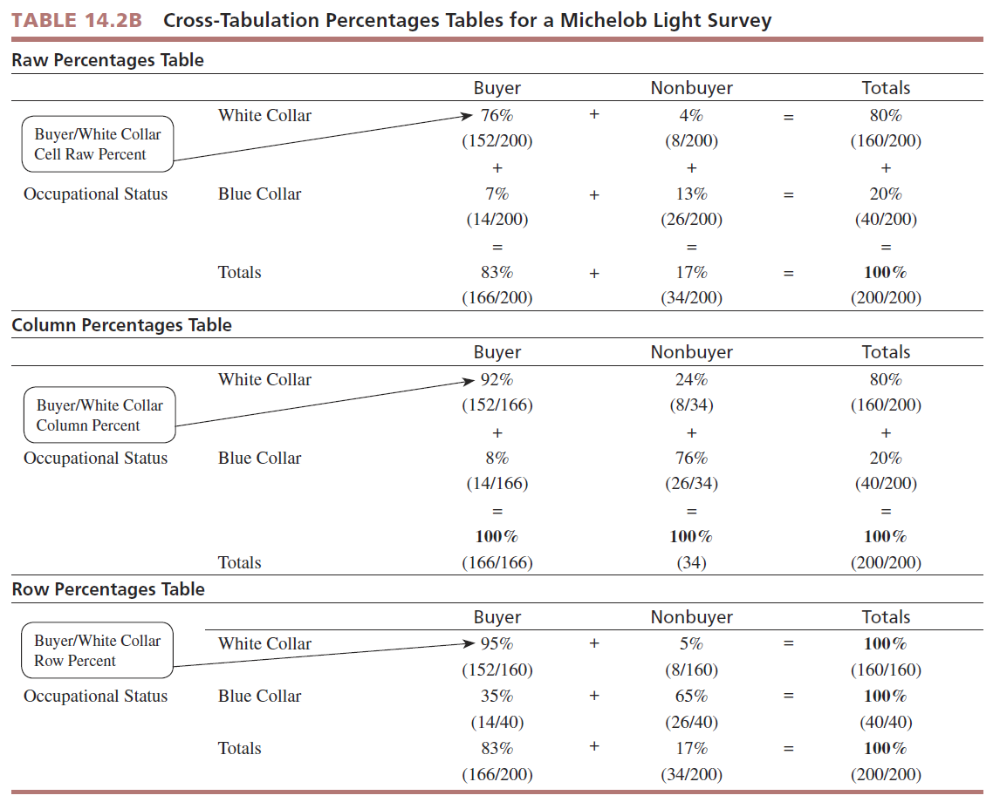 TABLE 14.2B Cross-Tabulation Percentages Tables for a Michelob Light Survey
Raw Percentages Table
Buyer Nonbuyer Totals
White Collar 76% + 4% = 80%
Buyer/White Collar
Cell Raw Percent
(152/200) (8/200) (160/200)
+ + +
Occupational Status Blue Collar 7% + 13% = 20%
(14/200) (26/200) (40/200)
= = =
Totals 83% + 17% = 100%
(166/200) (34/200) (200/200)
Column Percentages Table
Buyer Nonbuyer Totals
White Collar 92% 24% 80%
Buyer/White Collar
Column Percent
(152/166) (8/34) (160/200)
+ + +
Occupational Status Blue Collar 8% 76% 20%
(14/166) (26/34) (40/200)
= = =
100% 100% 100%
Totals (166/166) (34) (200/200)
Row Percentages Table
Buyer Nonbuyer Totals
White Collar 95% + 5% = 100%
Buyer/White Collar
Row Percent
(152/160) (8/160) (160/160)
Occupational Status Blue Collar 35% + 65% = 100%
(14/40) (26/40) (40/40)
Totals 83% + 17% = 100%
(166/200) (34/200) (200/200)